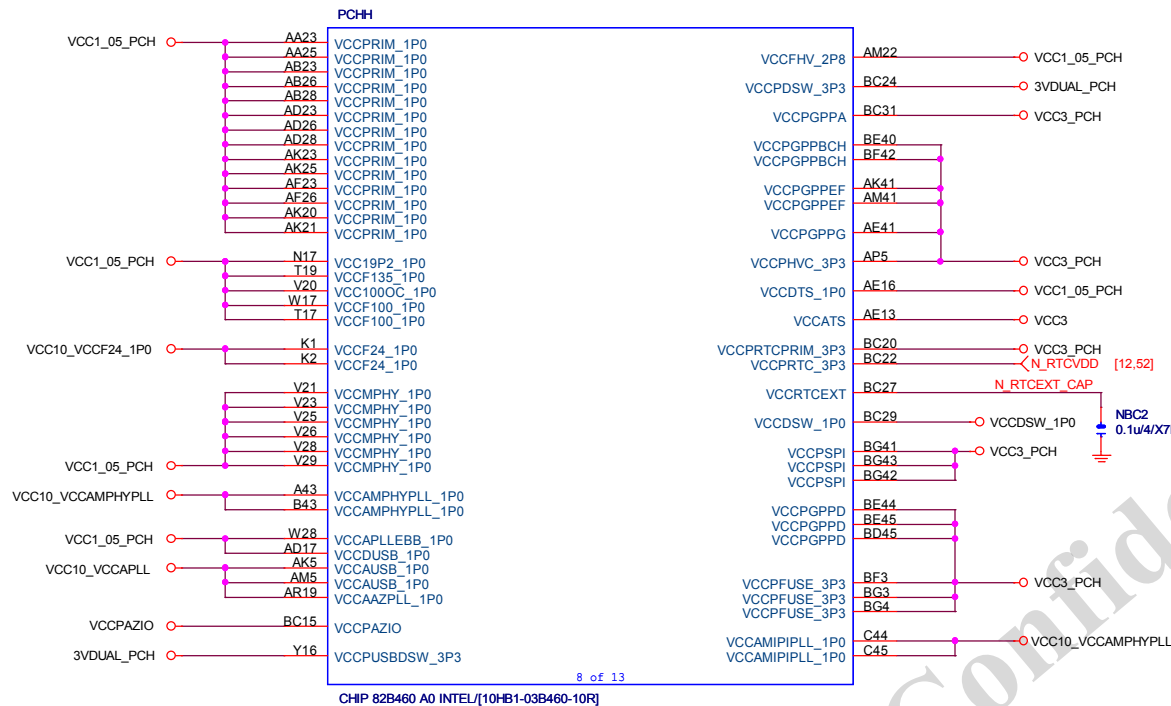 PCHH
VCC1_05_PCH AA23 VCCPRIM_1P0
AA25 VCCPRIM_1P0
AB23 VCCPRIM_1P0
AB26 VCCPRIM_1P0
AB28 VCCPRIM_1P0
AD23 VCCPRIM_1P0
AD26 VCCPRIM_1P0
AD28 VCCPRIM_1P0
AK23 VCCPRIM_1P0
AK25 VCCPRIM_1P0
AF23 VCCPRIM_1P0
AF26 VCCPRIM_1P0
AK20 VCCPRIM_1P0
AK21 VCCPRIM_1P0
VCC1_05_PCH N17 VCC19P2_1P0
T19 VCCF135_1P0
V20 VCC100OC_1P0
W17 VCCF100_1P0
T17 VCCF100_1P0
VCC10_VCCF24_1P0 K1 VCCF24_1P0
K2 VCCF24_1P0
V21 VCCMPHY_1P0
V23 VCCMPHY_1P0
V25 VCCMPHY_1P0
V26 VCCMPHY_1P0
V28 VCCMPHY_1P0
VCC1_05_PCH V29 VCCMPHY_1P0
VCC10_VCCAMPHYPLL A43 VCCAMPHYPLL_1P0
B43 VCCAMPHYPLL_1P0
VCC1_05_PCH W28 VCCAPLLEBB_1P0
AD17 VCCDUSB_1P0
VCC10_VCCAPLL AK5 VCCAUSB_1P0
AM5 VCCAUSB_1P0
AR19 VCCAAZPLL_1P0
VCCPAZIO BC15 VCCPAZIO
3VDUAL_PCH Y16 VCCPUSBDSW_3P3
VCCFHV_2P8 AM22 VCC1_05_PCH
VCCPDSW_3P3 BC24 3VDUAL_PCH
VCCPGPPA BC31 VCC3_PCH
VCCPGPPBCH BE40
VCCPGPPBCH BF42
VCCPGPPEF AK41
VCCPGPPEF AM41
VCCPGPPG AE41
VCCPHVC_3P3 AP5 VCC3_PCH
VCCDTS_1P0 AE16 VCC1_05_PCH
VCCATS AE13 VCC3
VCCPRTCPRIM_3P3 BC20 VCC3_PCH
VCCPRTC_3P3 BC22 N_RTCVDD [12,52]
VCCRTCEXT BC27 N_RTCEXT_CAP
NBC2
0.1u/4/X7
VCCDSW_1P0 BC29 VCCDSW_1P0
VCCPSPI BG41 VCC3_PCH
VCCPSPI BG43
VCCPSPI BG42
VCCPGPPD BE44
VCCPGPPD BE45
VCCPGPPD BD45
VCCPFUSE_3P3 BF3 VCC3_PCH
VCCPFUSE_3P3 BG3
VCCPFUSE_3P3 BG4
VCCAMIPIPLL_1P0 C44 VCC10_VCCAMPHYPLL
VCCAMIPIPLL_1P0 C45
8 of 13
CHIP 82B460 A0 INTEL/[10HB1-03B460-10R]
Confide